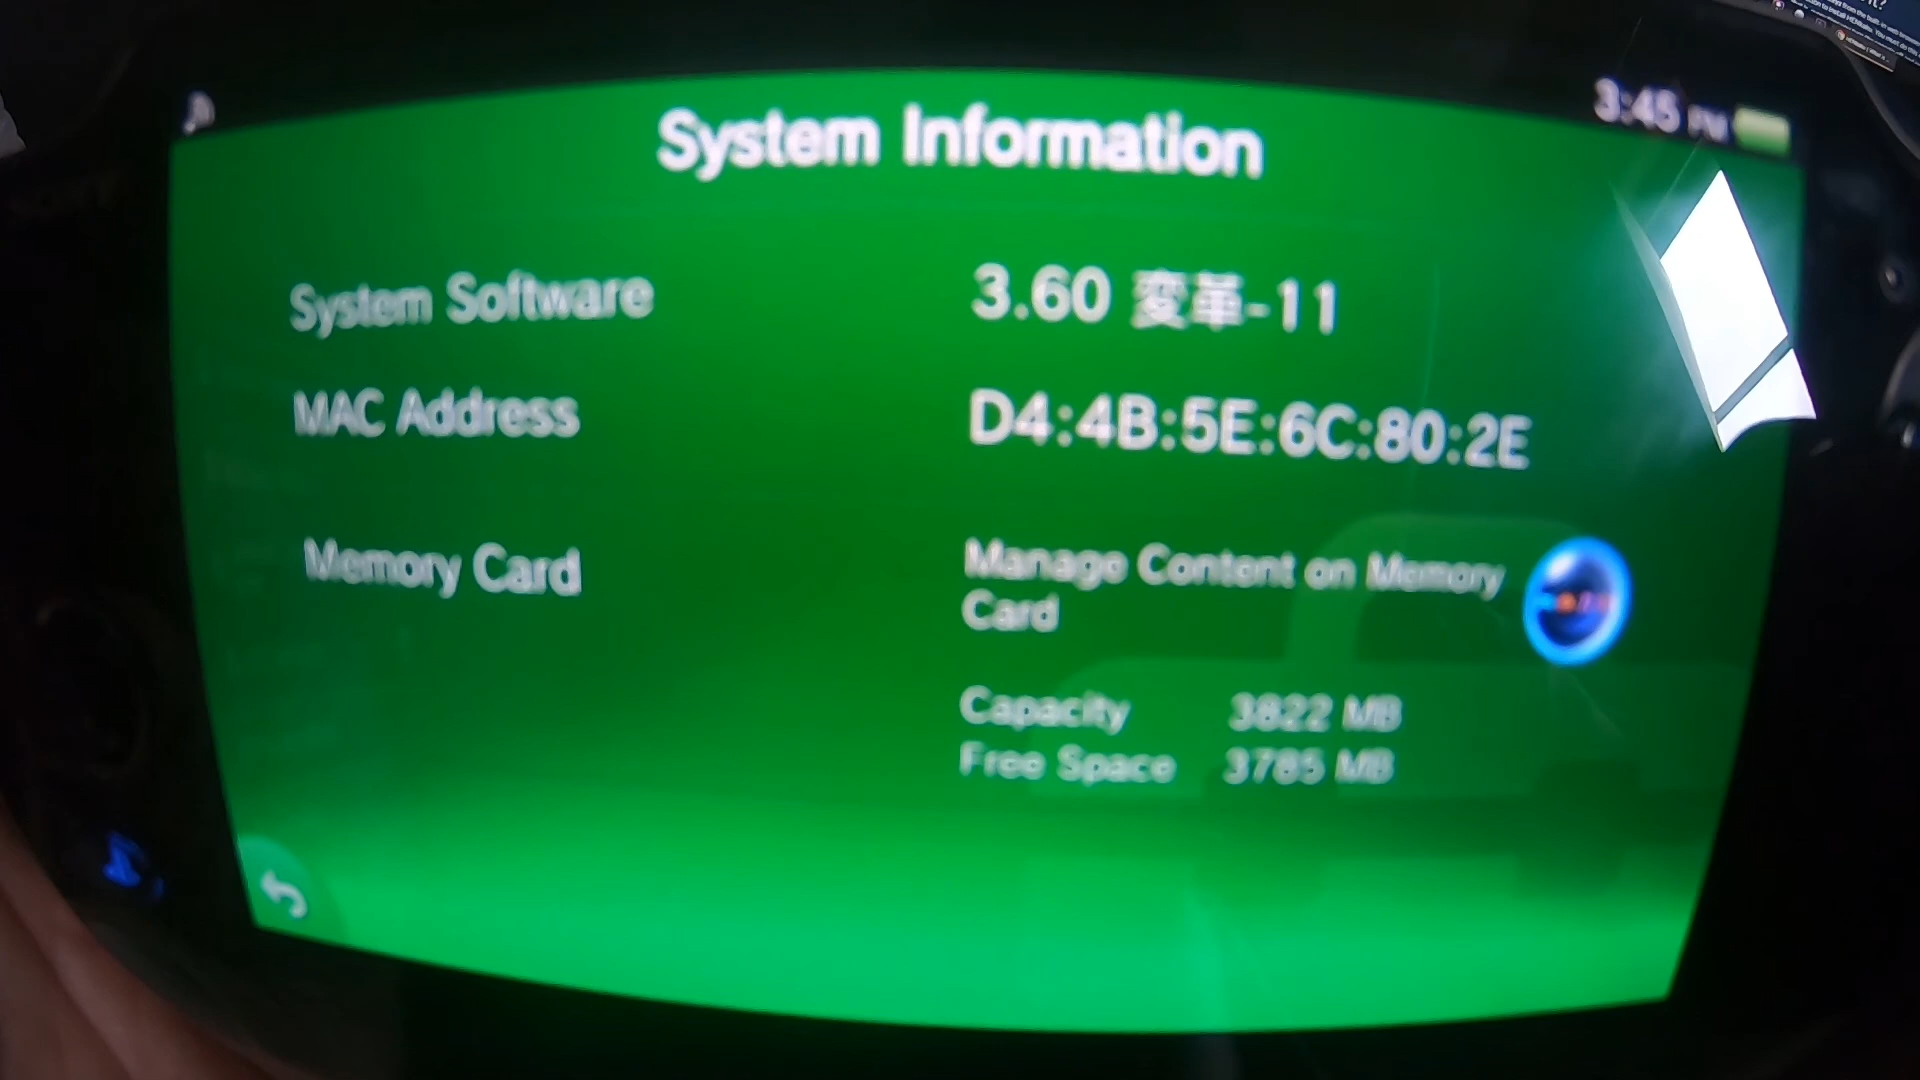 3:45 PM
System Information
System Software 3.60 変革-11
MAC Address D4:4B:5E:6C:80:2E
Memory Card Manage Content on Memory
Card
Capacity 3822 MB
Free Space 3785 MB